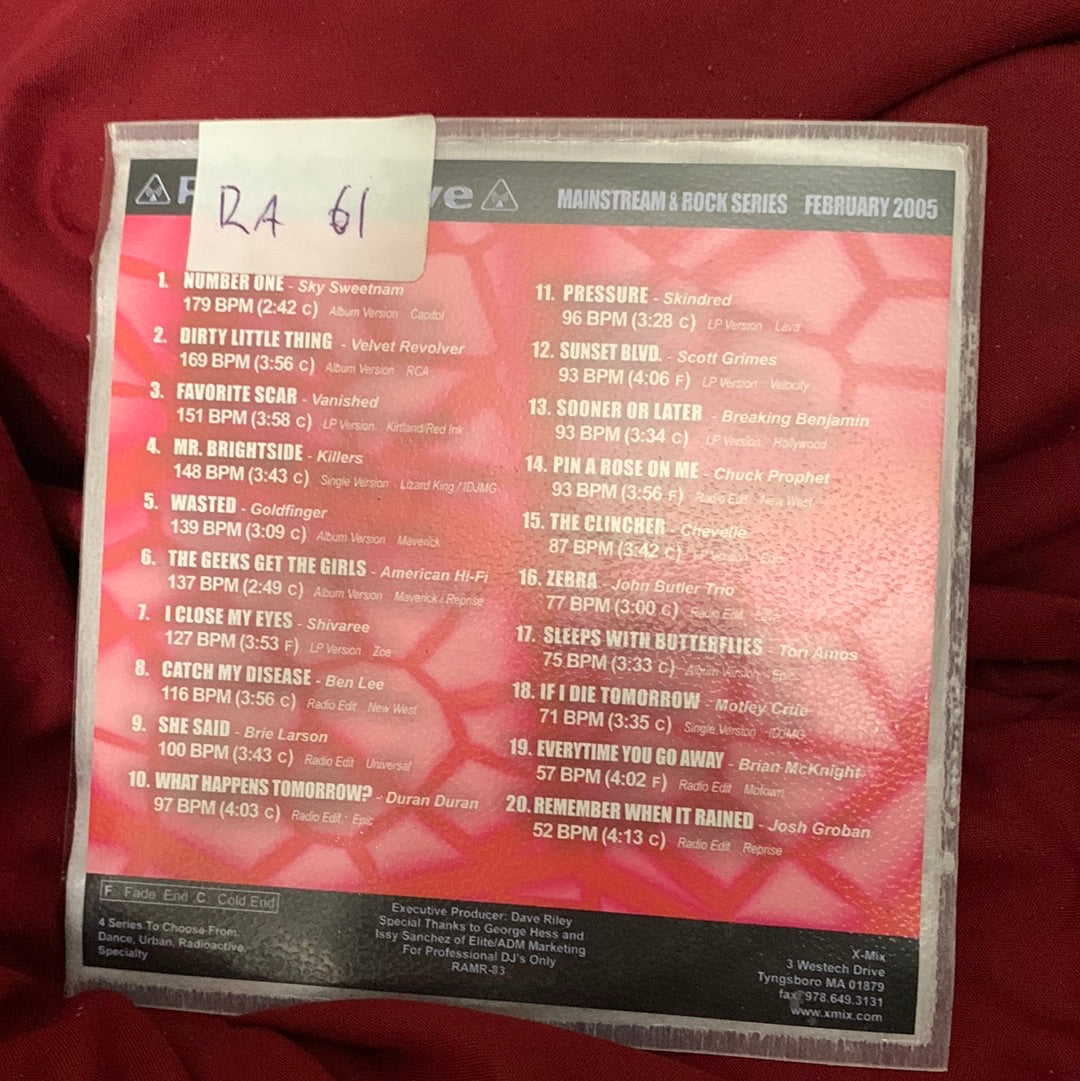 RA 61
MAINSTREAM & ROCK SERIES FEBRUARY 2005
1. NUMBER ONE - Sky Sweetnam
179 BPM (2:42 C) Album Version Capitol
2. DIRTY LITTLE THING - Velvet Revolver
169 BPM (3:56 C) Album Version RCA
3. FAVORITE SCAR - Vanished
151 BPM (3:58 C) LP Version Kirtland/Red Ink
4. MR. BRIGHTSIDE - Killers
148 BPM (3:43 C) Single Version Lizard King / IDJMG
5. WASTED - Goldfinger
139 BPM (3:09 C) Album Version Maverick
6. THE GEEKS GET THE GIRLS - American Hi-Fi
137 BPM (2:49 C) Album Version Maverick / Reprise
7. I CLOSE MY EYES - Shivaree
127 BPM (3:53 F) LP Version Zoe
8. CATCH MY DISEASE - Ben Lee
116 BPM (3:56 C) Radio Edit New West
9. SHE SAID - Brie Larson
100 BPM (3:43 C) Radio Edit Universal
10. WHAT HAPPENS TOMORROW? - Duran Duran
97 BPM (4:03 C) Radio Edit Epic
11. PRESSURE - Skindred
96 BPM (3:28 C) LP Version Lava
12. SUNSET BLVD. - Scott Grimes
93 BPM (4:06 F) LP Version Velocity
13. SOONER OR LATER - Breaking Benjamin
93 BPM (3:34 C) LP Version Hollywood
14. PIN A ROSE ON ME - Chuck Prophet
93 BPM (3:56 F) Radio Edit New West
15. THE CLINCHER - Chevelle
87 BPM (3:42 C) LP Version
16. ZEBRA - John Butler Trio
77 BPM (3:00 C) Radio Edit
17. SLEEPS WITH BUTTERFLIES - Tori Amos
75 BPM (3:33 C) Album Version Epic
18. IF I DIE TOMORROW - Motley Crue
71 BPM (3:35 C) Single Version IDJMG
19. EVERYTIME YOU GO AWAY - Brian McKnight
57 BPM (4:02 F) Radio Edit Motown
20. REMEMBER WHEN IT RAINED - Josh Groban
52 BPM (4:13 C) Radio Edit Reprise
F Fade End C Cold End
4 Series To Choose From:
Dance, Urban, Radioactive,
Specialty
Executive Producer: Dave Riley
Special Thanks to George Hess and
Issy Sanchez of Elite/ADM Marketing
For Professional DJ's Only
RAMR-83
X-Mix
3 Westech Drive
Tyngsboro MA 01879
fax 978.649.3131
www.xmix.com